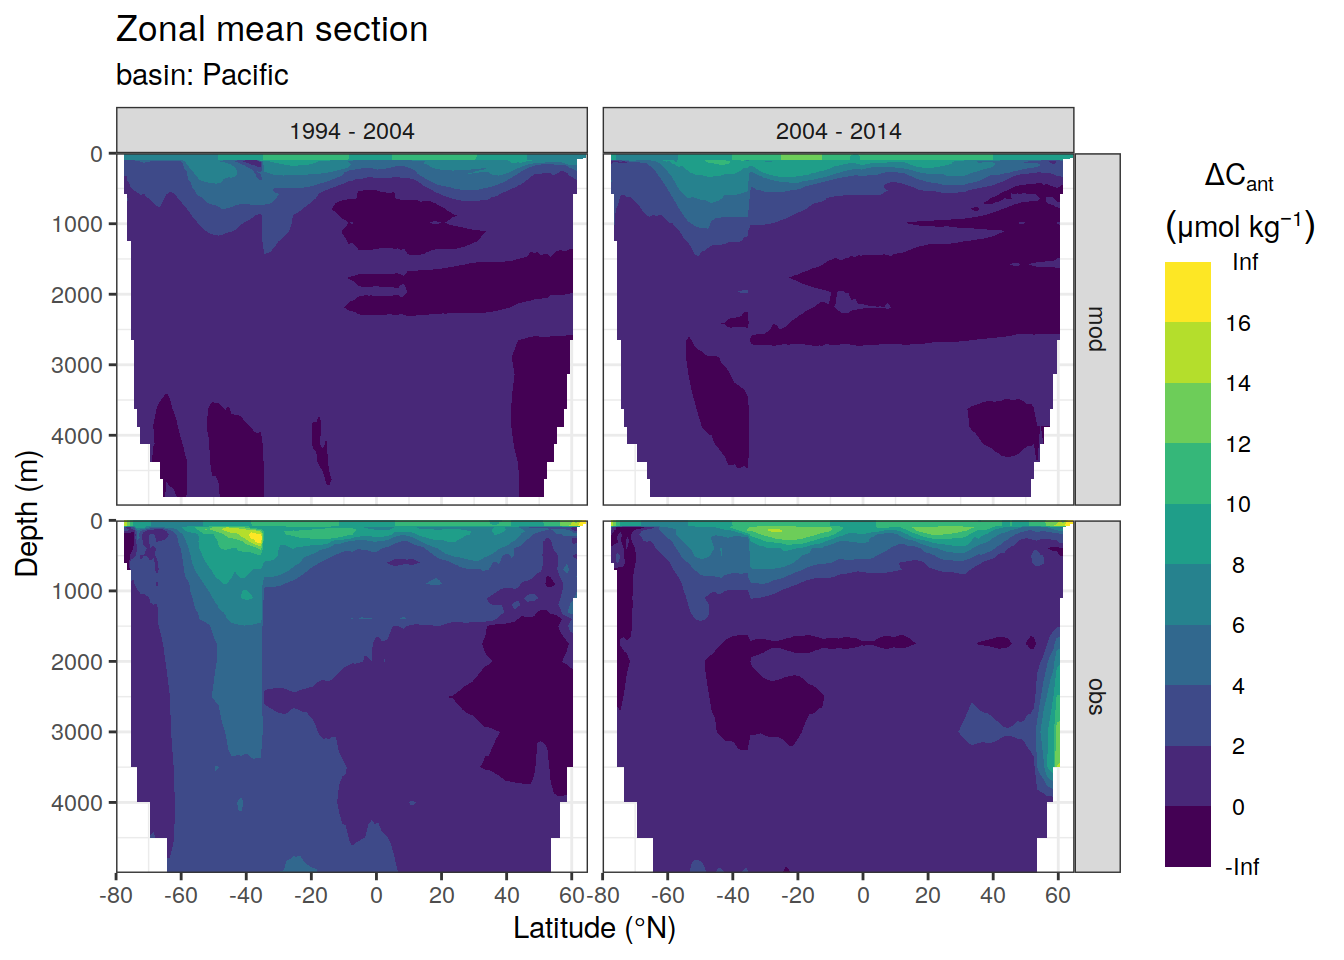 Zonal mean section
basin: Pacific
1994 - 2004
2004 - 2014
0
1000
2000
3000
4000
mod
0
1000
2000
3000
4000
obs
-80
-60
-40
-20
0
20
40
60
-80
-60
-40
-20
0
20
40
60
Latitude (°N)
Depth (m)
ΔCant
(μmol kg⁻¹)
Inf
16
14
12
10
8
6
4
2
0
-Inf